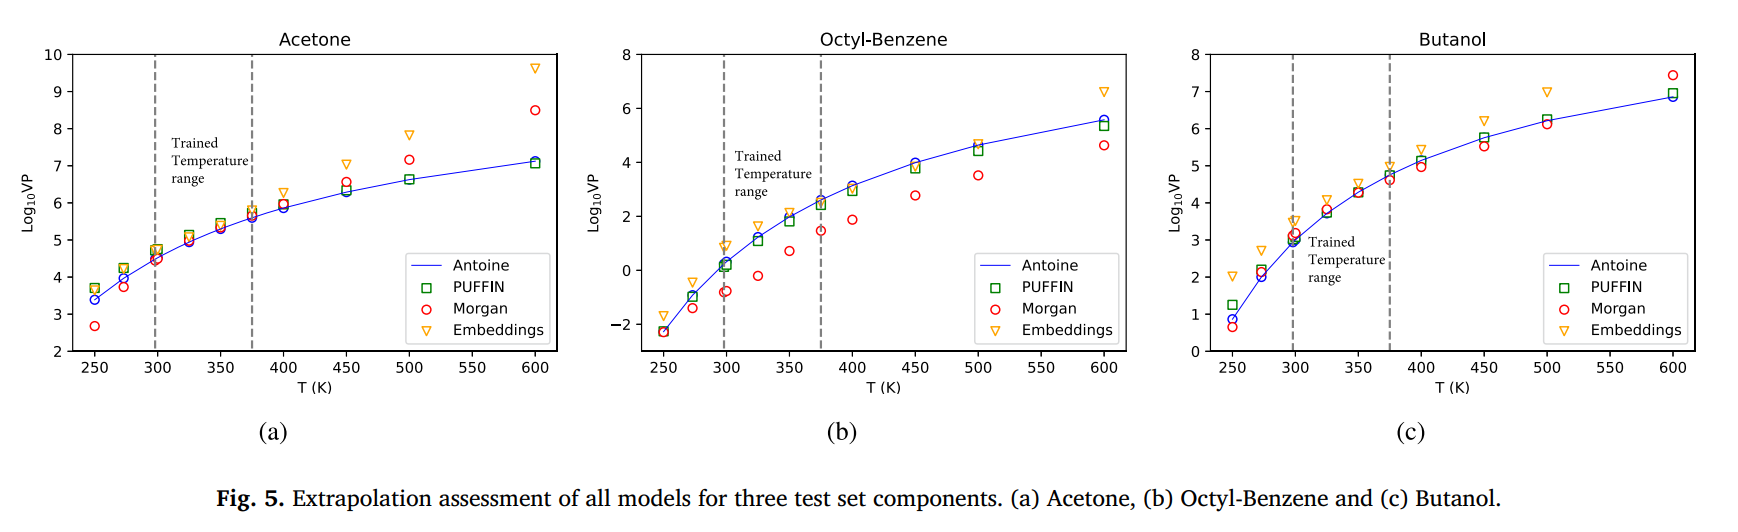 Acetone
10
9
8
7
6
5
4
3
2
Log10VP
Trained
Temperature
range
Antoine
PUFFIN
Morgan
Embeddings
250 300 350 400 450 500 550 600
T (K)
(a)
Octyl-Benzene
8
6
4
2
0
−2
Log10VP
Trained
Temperature
range
Antoine
PUFFIN
Morgan
Embeddings
250 300 350 400 450 500 550 600
T (K)
(b)
Butanol
8
7
6
5
4
3
2
1
0
Log10VP
Trained
Temperature
range
Antoine
PUFFIN
Morgan
Embeddings
250 300 350 400 450 500 550 600
T (K)
(c)
Fig. 5. Extrapolation assessment of all models for three test set components. (a) Acetone, (b) Octyl-Benzene and (c) Butanol.